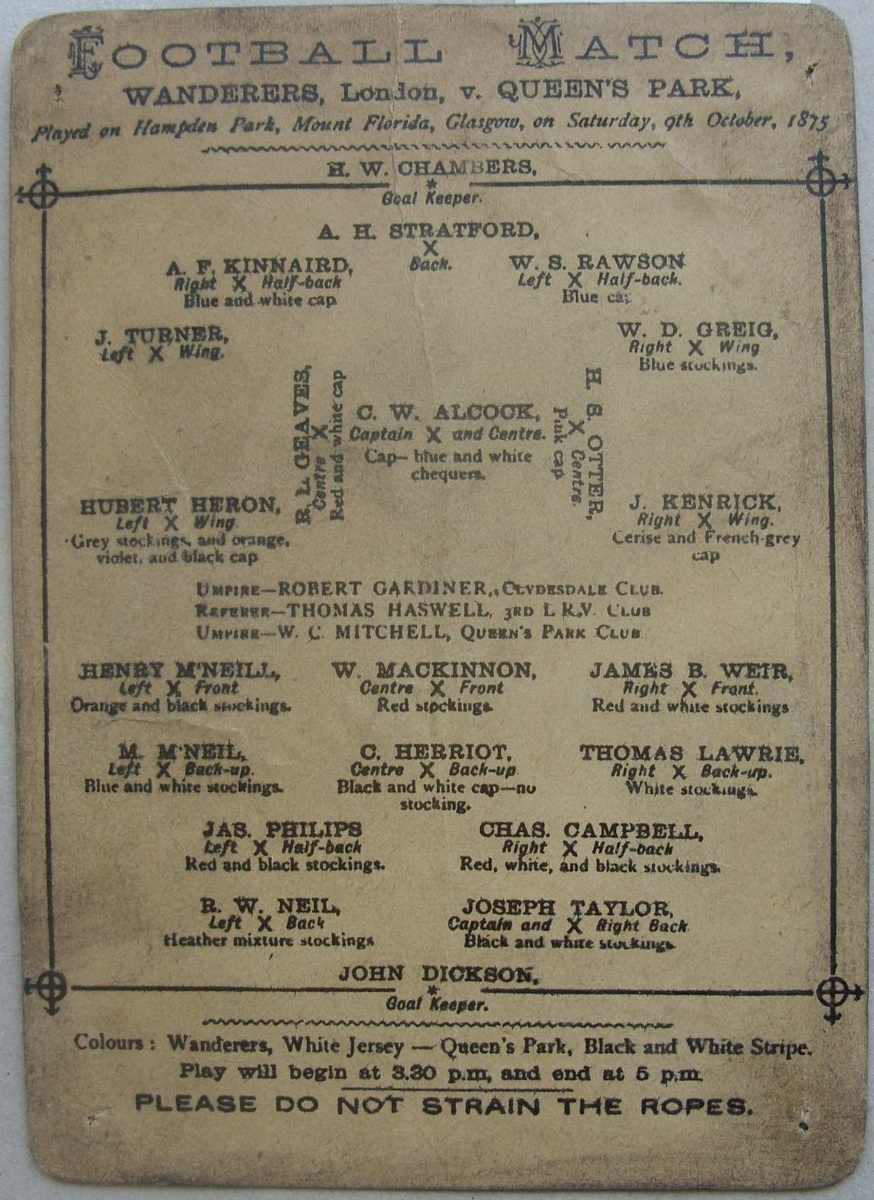 FOOTBALL MATCH,
WANDERERS, London, v. QUEEN'S PARK,
Played on Hampden Park, Mount Florida, Glasgow, on Saturday, 9th October, 1875
H. W. CHAMBERS,
*
Goal Keeper.
A. H. STRATFORD,
X
Back.
A. F. KINNAIRD,
Right X Half-back
Blue and white cap
W. S. RAWSON
Left X Half-back.
Blue cap
J. TURNER,
Left X Wing.
W. D. GREIG,
Right X Wing
Blue stockings.
R. L. GEAVES,
Centre X
Red and white cap
C. W. ALCOCK,
Captain X and Centre.
Cap– blue and white
chequers.
H. S. OTTER,
X Centre.
Pink cap
HUBERT HERON,
Left X Wing
Grey stockings, and orange,
violet, and black cap
J. KENRICK,
Right X Wing.
Cerise and French-grey
cap
UMPIRE—ROBERT GARDINER, CLYDESDALE CLUB.
REFEREE—THOMAS HASWELL, 3RD L.R.V. CLUB
UMPIRE—W. C. MITCHELL, QUEEN'S PARK CLUB
HENRY M'NEILL,
Left X Front
Orange and black stockings.
W. MACKINNON,
Centre X Front
Red stockings.
JAMES B. WEIR,
Right X Front.
Red and white stockings
M. M'NEIL,
Left X Back-up.
Blue and white stockings.
C. HERRIOT,
Centre X Back-up
Black and white cap—no
stocking.
THOMAS LAWRIE,
Right X Back-up.
White stockings.
JAS. PHILIPS
Left X Half-back
Red and black stockings.
CHAS. CAMPBELL,
Right X Half-back
Red, white, and black stockings.
R. W. NEIL,
Left X Back
Heather mixture stockings
JOSEPH TAYLOR,
Captain and X Right Back
Black and white stockings.
JOHN DICKSON,
*
Goal Keeper.
Colours: Wanderers, White Jersey — Queen's Park, Black and White Stripe.
Play will begin at 3.30 p.m, and end at 5 p.m.
PLEASE DO NOT STRAIN THE ROPES.